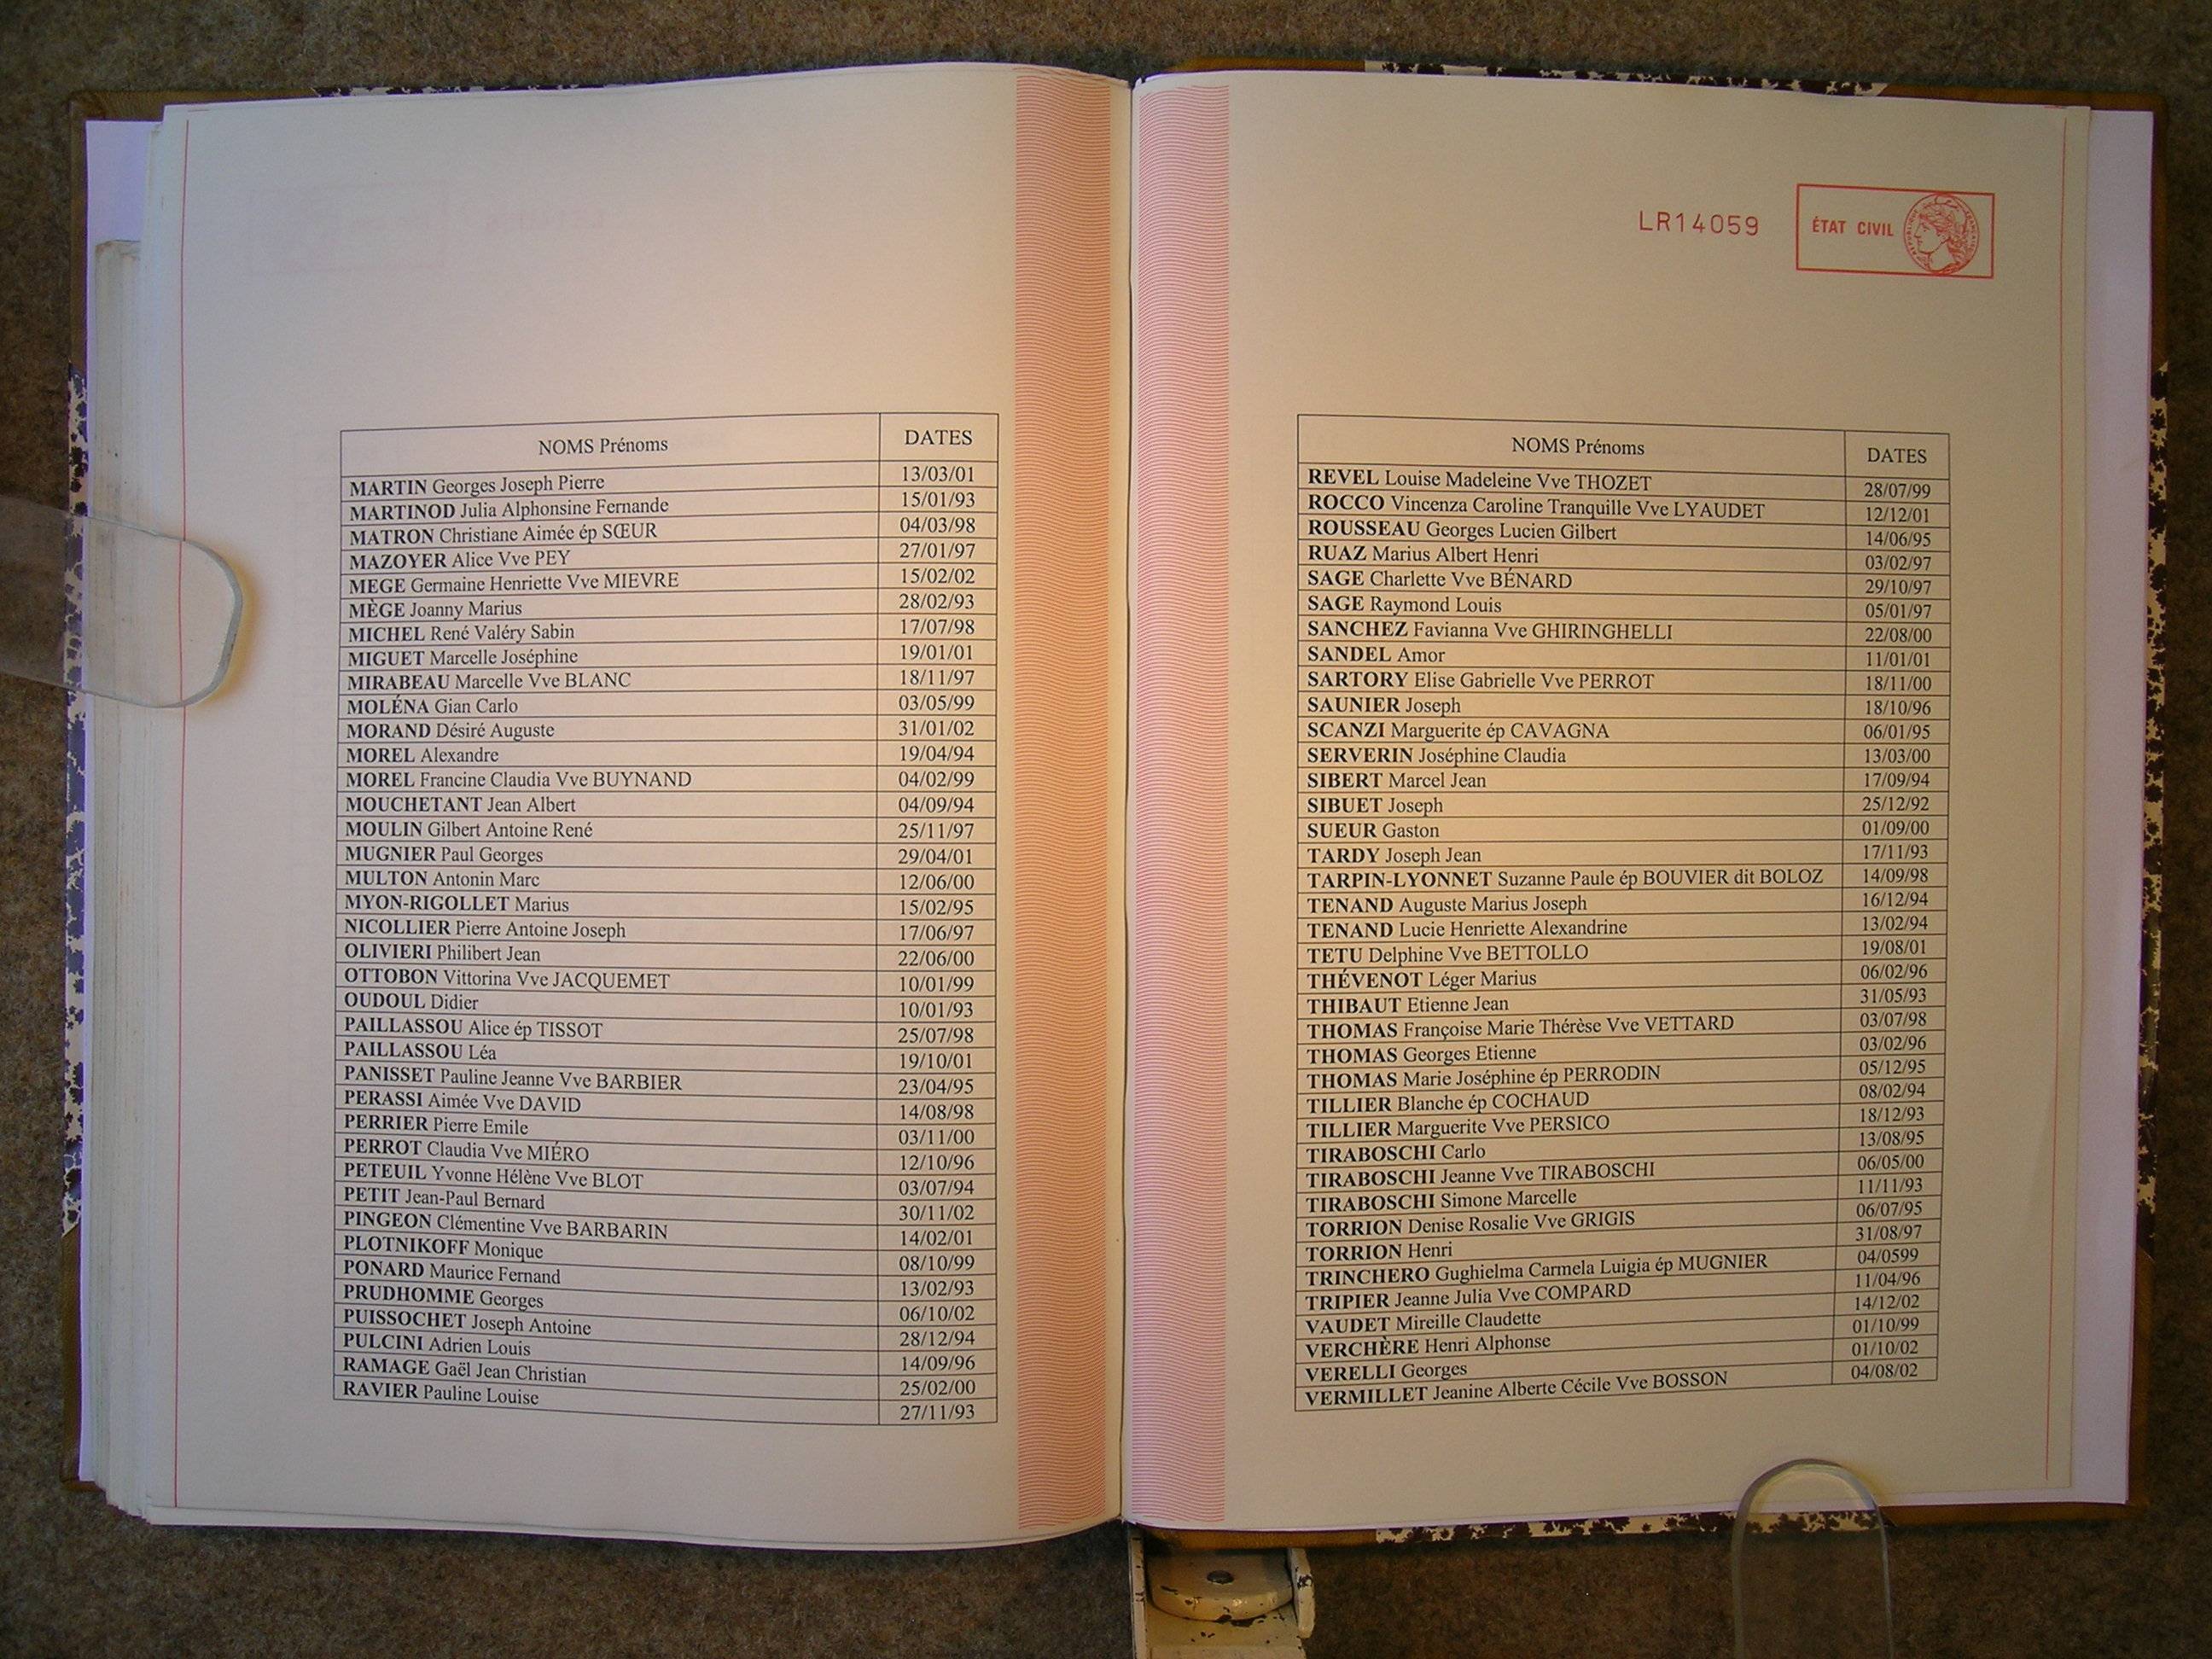 NOMS Prénoms DATES
MARTIN Georges Joseph Pierre 13/03/01
MARTINOD Julia Alphonsine Fernande 15/01/93
MATRON Christiane Aimée ép SŒUR 04/03/98
MAZOYER Alice Vve PEY 27/01/97
MEGE Germaine Henriette Vve MIEVRE 15/02/02
MÈGE Joanny Marius 28/02/93
MICHEL René Valéry Sabin 17/07/98
MIGUET Marcelle Joséphine 19/01/01
MIRABEAU Marcelle Vve BLANC 18/11/97
MOLÉNA Gian Carlo 03/05/99
MORAND Désiré Auguste 31/01/02
MOREL Alexandre 19/04/94
MOREL Francine Claudia Vve BUYNAND 04/02/99
MOUCHETANT Jean Albert 04/09/94
MOULIN Gilbert Antoine René 25/11/97
MUGNIER Paul Georges 29/04/01
MULTON Antonin Marc 12/06/00
MYON-RIGOLLET Marius 15/02/95
NICOLLIER Pierre Antoine Joseph 17/06/97
OLIVIERI Philibert Jean 22/06/00
OTTOBON Vittorina Vve JACQUEMET 10/01/99
OUDOUL Didier 10/01/93
PAILLASSOU Alice ép TISSOT 25/07/98
PAILLASSOU Léa 19/10/01
PANISSET Pauline Jeanne Vve BARBIER 23/04/95
PERASSI Aimée Vve DAVID 14/08/98
PERRIER Pierre Emile 03/11/00
PERROT Claudia Vve MIÉRO 12/10/96
PETEUIL Yvonne Hélène Vve BLOT 03/07/94
PETIT Jean-Paul Bernard 30/11/02
PINGEON Clémentine Vve BARBARIN 14/02/01
PLOTNIKOFF Monique 08/10/99
PONARD Maurice Fernand 13/02/93
PRUDHOMME Georges 06/10/02
PUISSOCHET Joseph Antoine 28/12/94
PULCINI Adrien Louis 14/09/96
RAMAGE Gaël Jean Christian 25/02/00
RAVIER Pauline Louise 27/11/93
LR14059 ÉTAT CIVIL
NOMS Prénoms DATES
REVEL Louise Madeleine Vve THOZET 28/07/99
ROCCO Vincenza Caroline Tranquille Vve LYAUDET 12/12/01
ROUSSEAU Georges Lucien Gilbert 14/06/95
RUAZ Marius Albert Henri 03/02/97
SAGE Charlette Vve BÉNARD 29/10/97
SAGE Raymond Louis 05/01/97
SANCHEZ Favianna Vve GHIRINGHELLI 22/08/00
SANDEL Amor 11/01/01
SARTORY Elise Gabrielle Vve PERROT 18/11/00
SAUNIER Joseph 18/10/96
SCANZI Marguerite ép CAVAGNA 06/01/95
SERVERIN Joséphine Claudia 13/03/00
SIBERT Marcel Jean 17/09/94
SIBUET Joseph 25/12/92
SUEUR Gaston 01/09/00
TARDY Joseph Jean 17/11/93
TARPIN-LYONNET Suzanne Paule ép BOUVIER dit BOLOZ 14/09/98
TENAND Auguste Marius Joseph 16/12/94
TENAND Lucie Henriette Alexandrine 13/02/94
TETU Delphine Vve BETTOLLO 19/08/01
THÉVENOT Léger Marius 06/02/96
THIBAUT Etienne Jean 31/05/93
THOMAS Françoise Marie Thérèse Vve VETTARD 03/07/98
THOMAS Georges Etienne 03/02/96
THOMAS Marie Joséphine ép PERRODIN 05/12/95
TILLIER Blanche ép COCHAUD 08/02/94
TILLIER Marguerite Vve PERSICO 18/12/93
TIRABOSCHI Carlo 13/08/95
TIRABOSCHI Jeanne Vve TIRABOSCHI 06/05/00
TIRABOSCHI Simone Marcelle 11/11/93
TORRION Denise Rosalie Vve GRIGIS 06/07/95
TORRION Henri 31/08/97
TRINCHERO Gughielma Carmela Luigia ép MUGNIER 04/0599
TRIPIER Jeanne Julia Vve COMPARD 11/04/96
VAUDET Mireille Claudette 14/12/02
VERCHÈRE Henri Alphonse 01/10/99
VERELLI Georges 01/10/02
VERMILLET Jeanine Alberte Cécile Vve BOSSON 04/08/02